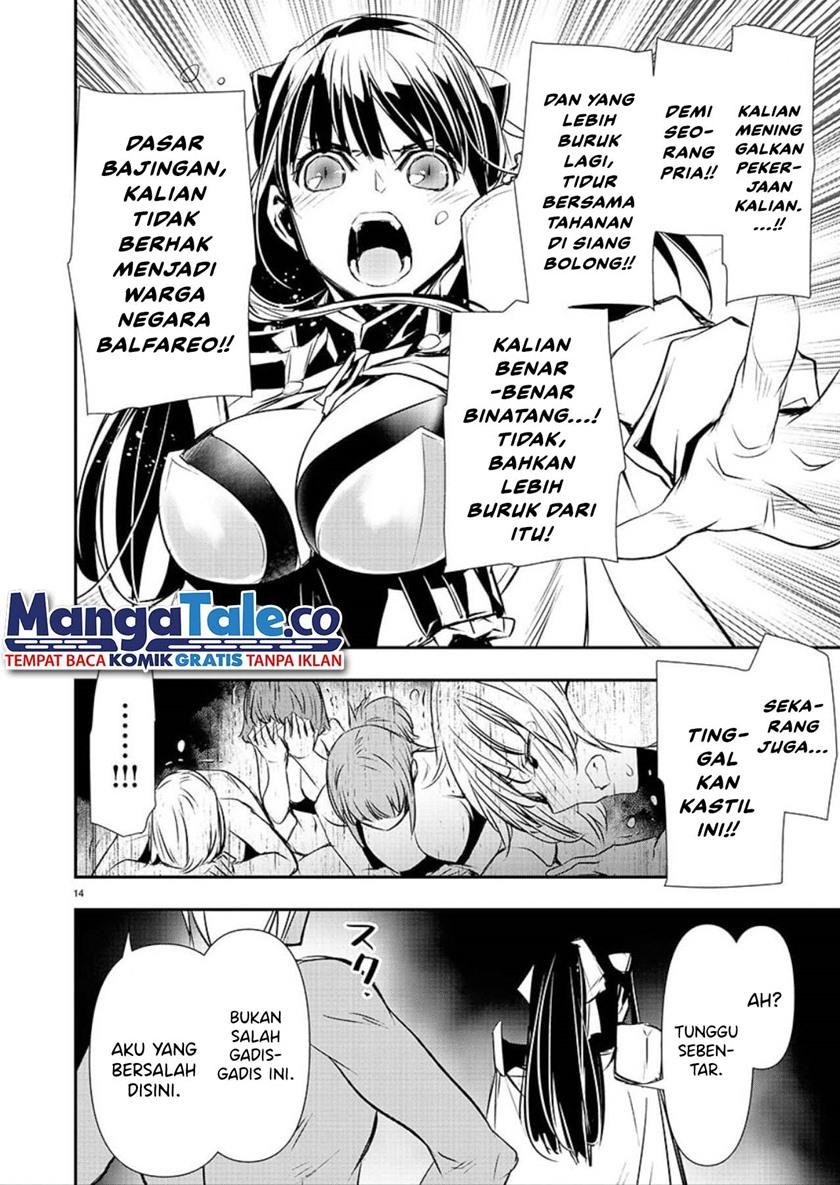 KALIAN
MENING
GALKAN
PEKER-
JAAN
KALIAN.
...!!
DEMI
SEO-
RANG
PRIA!!
DAN YANG
LEBIH
BURUK
LAGI,
TIDUR
BERSAMA
TAHANAN
DI SIANG
BOLONG!!
KALIAN
BENAR
-BENAR
BINATANG...!
TIDAK,
BAHKAN
LEBIH
BURUK DARI
ITU!
DASAR
BAJINGAN,
KALIAN
TIDAK
BERHAK
MENJADI
WARGA
NEGARA
BALFAREO!!
MangaTale.co
TEMPAT BACA KOMIK GRATIS TANPA IKLAN
SEKA-
RANG
JUGA...
TING-
GAL
KAN
KASTIL
INI!!
......!!!
14
AH?
TUNGGU
SEBEN-
TAR.
スク
BUKAN
SALAH
GADIS-
GADIS INI.
AKU YANG
BERSALAH
DISINI.